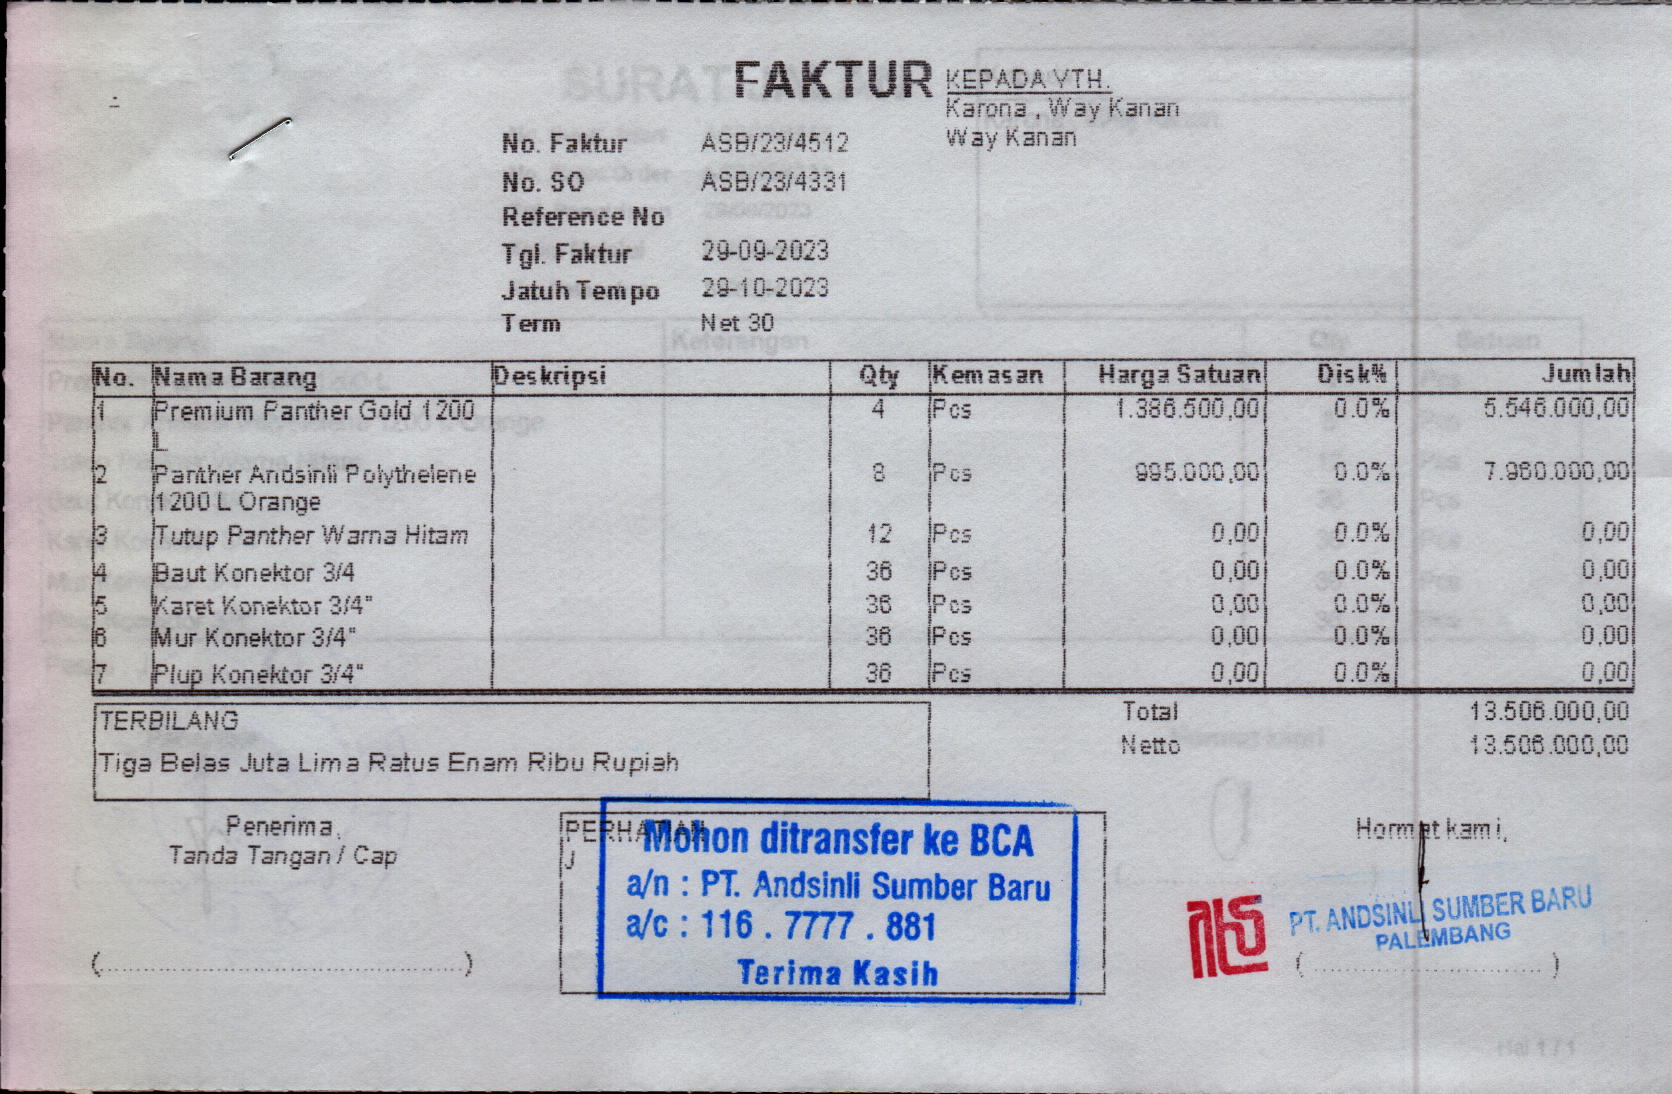 FAKTUR
KEPADA YTH.
Karona , Way Kanan
Way Kanan
No. Faktur ASB/23/4512
No. SO ASB/23/4331
Reference No
Tgl. Faktur 29-09-2023
Jatuh Tempo 29-10-2023
Term Net 30
No. Nama Barang Deskripsi Qty Kemasan Harga Satuan Disk% Jumlah
1 Premium Panther Gold 1200 4 Pcs 1.386.500,00 0.0% 5.546.000,00
L
2 Panther Andsinli Polythelene 8 Pcs 995.000,00 0.0% 7.960.000,00
1200 L Orange
3 Tutup Panther Warna Hitam 12 Pcs 0,00 0.0% 0,00
4 Baut Konektor 3/4 36 Pcs 0,00 0.0% 0,00
5 Karet Konektor 3/4" 36 Pcs 0,00 0.0% 0,00
6 Mur Konektor 3/4" 36 Pcs 0,00 0.0% 0,00
7 Plup Konektor 3/4" 36 Pcs 0,00 0.0% 0,00
TERBILANG
Tiga Belas Juta Lima Ratus Enam Ribu Rupiah
Total 13.506.000,00
Netto 13.506.000,00
Penerima,
Tanda Tangan / Cap
(........................................)
PERHATIAN
J
Mohon ditransfer ke BCA
a/n : PT. Andsinli Sumber Baru
a/c : 116 . 7777 . 881
Terima Kasih
Hormat kami,
PT. ANDSINLI SUMBER BARU
PALEMBANG
(..............................)